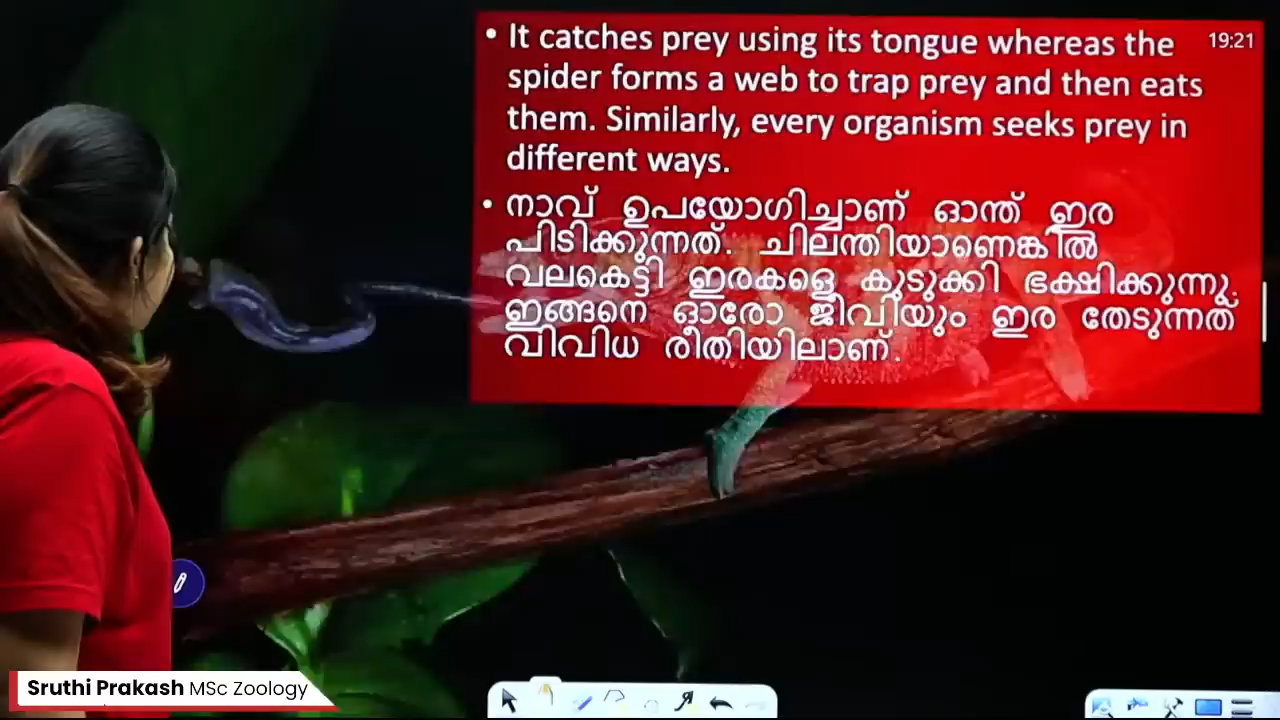 • It catches prey using its tongue whereas the
19:21
spider forms a web to trap prey and then eats
them. Similarly, every organism seeks prey in
different ways.
• നാവ് ഉപയോഗിച്ചാണ് ഓന്ത് ഇര
പിടിക്കുന്നത്. ചിലന്തിയാണെങ്കിൽ
വലകെട്ടി ഇരകളെ കുടുക്കി ഭക്ഷിക്കുന്നു.
ഇങ്ങനെ ഓരോ ജീവിയും ഇര തേടുന്നത്
വിവിധ രീതിയിലാണ്.
Sruthi Prakash MSc Zoology